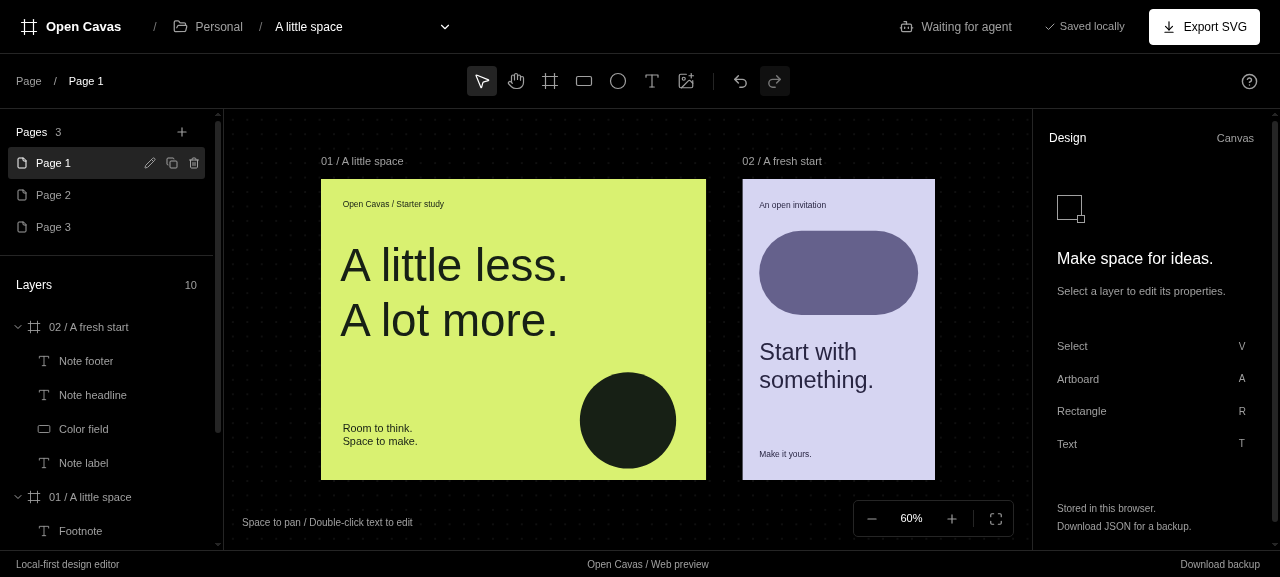 Open Cavas / Personal / A little space
Waiting for agent
Saved locally
Export SVG
Page / Page 1
Pages 3
Page 1
Page 2
Page 3
Layers 10
02 / A fresh start
Note footer
Note headline
Color field
Note label
01 / A little space
Footnote
01 / A little space
Open Canvas / Starter study
A little less.
A lot more.
Room to think.
Space to make.
02 / A fresh start
An open invitation
Start with
something.
Make it yours.
Space to pan / Double-click text to edit
60%
Design Canvas
Make space for ideas.
Select a layer to edit its properties.
Select V
Artboard A
Rectangle R
Text T
Stored in this browser.
Download JSON for a backup.
Local-first design editor
Open Cavas / Web preview
Download backup